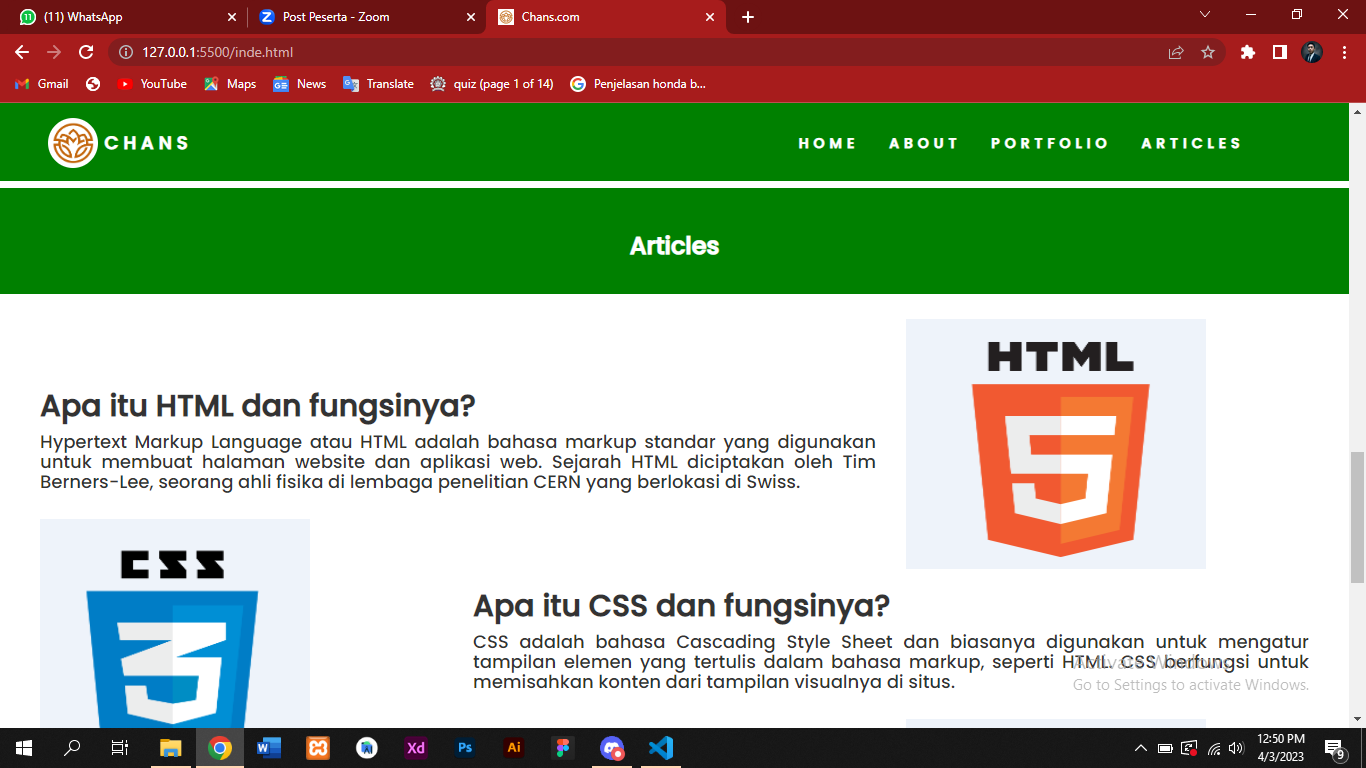 (11) WhatsApp
Post Peserta - Zoom
Chans.com
127.0.0.1:5500/inde.html
Gmail
YouTube
Maps
News
Translate
quiz (page 1 of 14)
Penjelasan honda b...
CHANS
HOME ABOUT PORTFOLIO ARTICLES
Articles
HTML
5
Apa itu HTML dan fungsinya?
Hypertext Markup Language atau HTML adalah bahasa markup standar yang digunakan
untuk membuat halaman website dan aplikasi web. Sejarah HTML diciptakan oleh Tim
Berners-Lee, seorang ahli fisika di lembaga penelitian CERN yang berlokasi di Swiss.
CSS
3
Apa itu CSS dan fungsinya?
CSS adalah bahasa Cascading Style Sheet dan biasanya digunakan untuk mengatur
tampilan elemen yang tertulis dalam bahasa markup, seperti HTML. CSS berfungsi untuk
memisahkan konten dari tampilan visualnya di situs.
Activate Windows
Go to Settings to activate Windows.
Xd
Ps
Ai
12:50 PM
4/3/2023
9